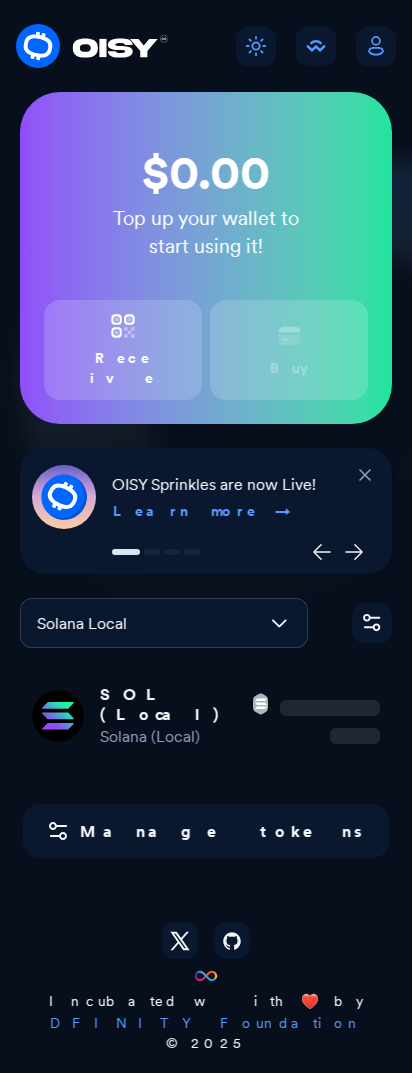 OISY
$0.00
Top up your wallet to
start using it!
Receive
Buy
OISY Sprinkles are now Live!
Learn more →
Solana Local
SOL
(Local)
Solana (Local)
Manage tokens
Incubated with ❤️ by
DFINITY Foundation
© 2025